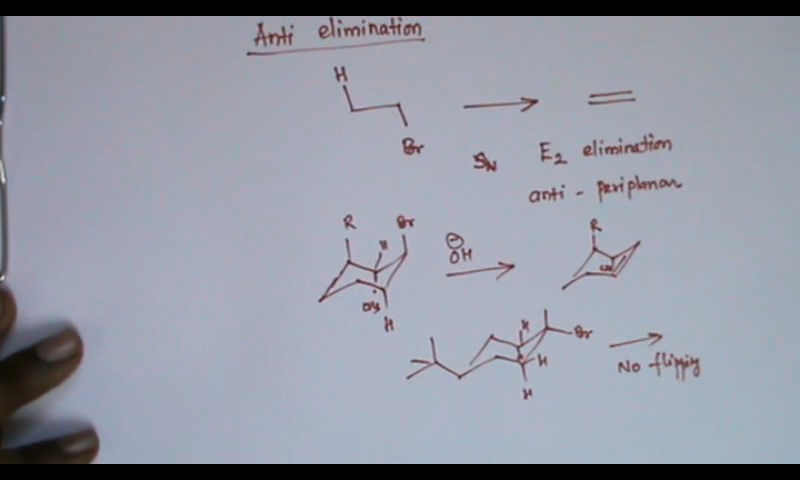 Anti elimination
H
Br
SN E2 elimination
anti - periplanar
R H Br
⊖
OH
R
H
H Br
H
H
No flipping